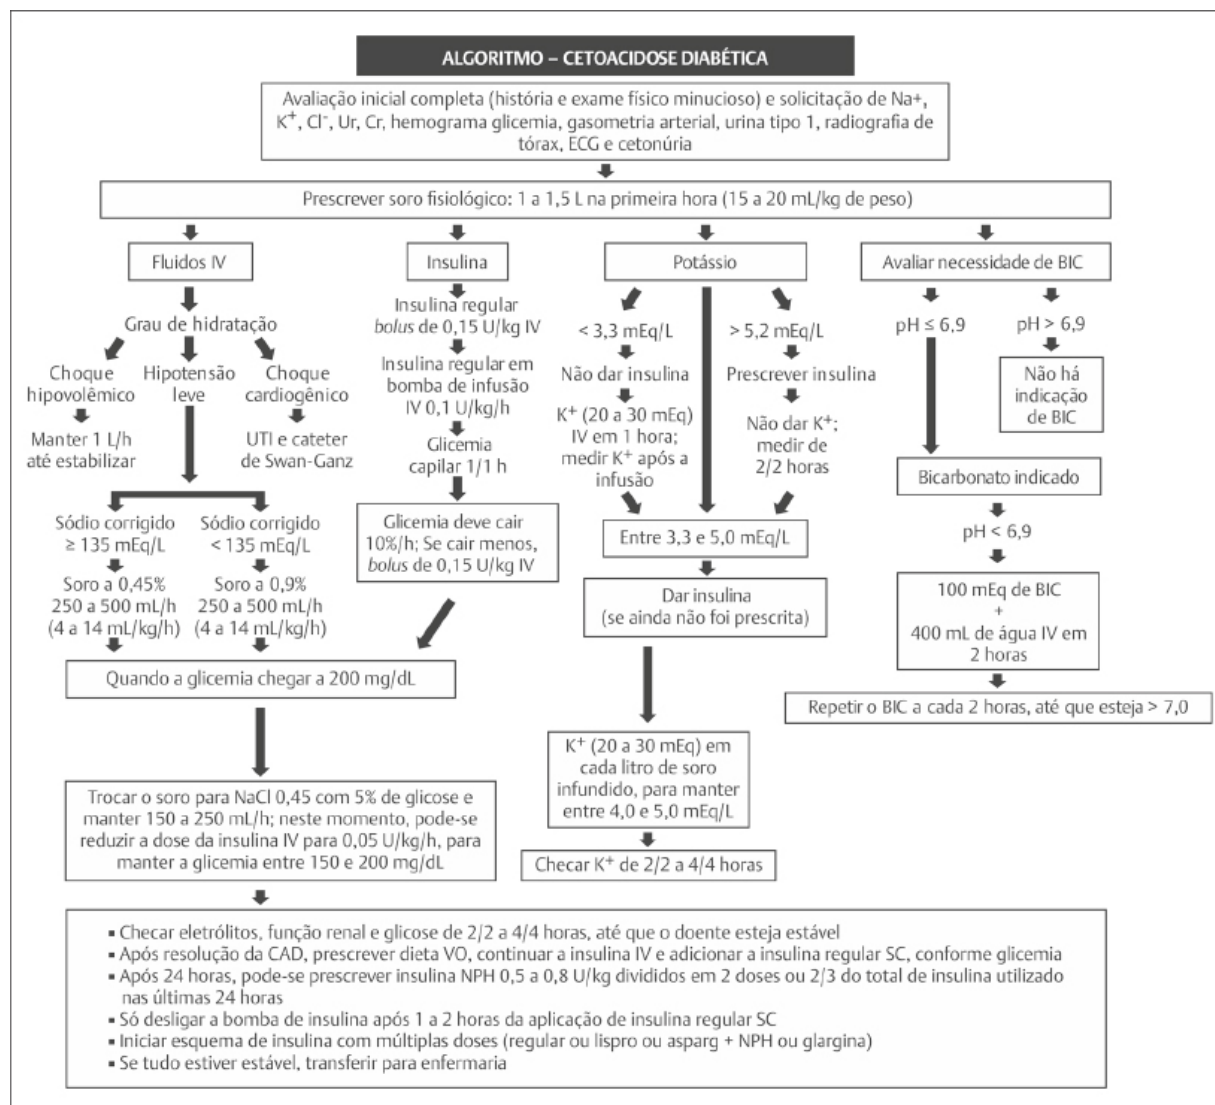 ALGORITMO – CETOACIDOSE DIABÉTICA
Avaliação inicial completa (história e exame físico minucioso) e solicitação de Na+,
K+, Cl-, Ur, Cr, hemograma glicemia, gasometria arterial, urina tipo 1, radiografia de
tórax, ECG e cetonúria
Prescrever soro fisiológico: 1 a 1,5 L na primeira hora (15 a 20 mL/kg de peso)
Fluidos IV
Grau de hidratação
Choque
hipovolêmico
Manter 1 L/h
até estabilizar
Hipotensão
leve
Choque
cardiogênico
UTI e cateter
de Swan-Ganz
Sódio corrigido
≥ 135 mEq/L
Soro a 0,45%
250 a 500 mL/h
(4 a 14 mL/kg/h)
Sódio corrigido
< 135 mEq/L
Soro a 0,9%
250 a 500 mL/h
(4 a 14 mL/kg/h)
Insulina
Insulina regular
bolus de 0,15 U/kg IV
Insulina regular em
bomba de infusão
IV 0,1 U/kg/h
Glicemia
capilar 1/1 h
Glicemia deve cair
10%/h; Se cair menos,
bolus de 0,15 U/kg IV
Quando a glicemia chegar a 200 mg/dL
Trocar o soro para NaCl 0,45 com 5% de glicose e
manter 150 a 250 mL/h; neste momento, pode-se
reduzir a dose da insulina IV para 0,05 U/kg/h, para
manter a glicemia entre 150 e 200 mg/dL
Potássio
< 3,3 mEq/L
Não dar insulina
K+ (20 a 30 mEq)
IV em 1 hora;
medir K+ após a
infusão
> 5,2 mEq/L
Prescrever insulina
Não dar K+;
medir de
2/2 horas
Entre 3,3 e 5,0 mEq/L
Dar insulina
(se ainda não foi prescrita)
K+ (20 a 30 mEq) em
cada litro de soro
infundido, para manter
entre 4,0 e 5,0 mEq/L
Checar K+ de 2/2 a 4/4 horas
Avaliar necessidade de BIC
pH ≤ 6,9
pH > 6,9
Não há
indicação
de BIC
Bicarbonato indicado
pH < 6,9
100 mEq de BIC
+
400 mL de água IV em
2 horas
Repetir o BIC a cada 2 horas, até que esteja > 7,0
▪ Checar eletrólitos, função renal e glicose de 2/2 a 4/4 horas, até que o doente esteja estável
▪ Após resolução da CAD, prescrever dieta VO, continuar a insulina IV e adicionar a insulina regular SC, conforme glicemia
▪ Após 24 horas, pode-se prescrever insulina NPH 0,5 a 0,8 U/kg divididos em 2 doses ou 2/3 do total de insulina utilizado
nas últimas 24 horas
▪ Só desligar a bomba de insulina após 1 a 2 horas da aplicação de insulina regular SC
▪ Iniciar esquema de insulina com múltiplas doses (regular ou lispro ou asparg + NPH ou glargina)
▪ Se tudo estiver estável, transferir para enfermaria